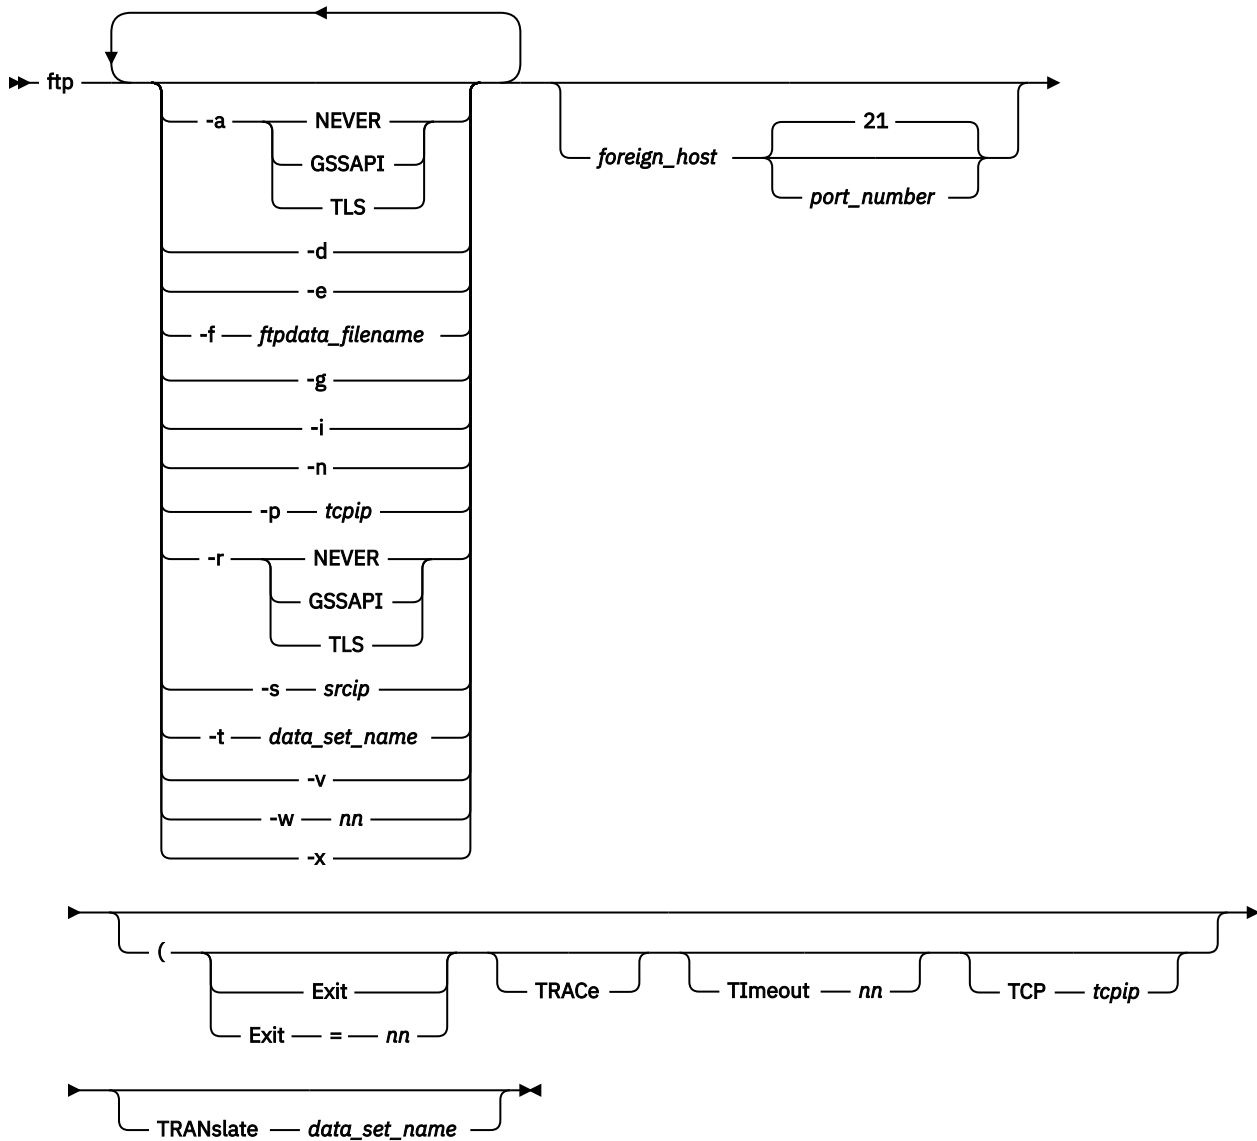 ftp
-a NEVER
GSSAPI
TLS
21
foreign_host
port_number
-d
-e
-f ftpdata_filename
-g
-i
-n
-p tcpip
-r NEVER
GSSAPI
TLS
-s srcip
-t data_set_name
-v
-w nn
-x
(
Exit
Exit = nn
TRACe
TImeout nn
TCP tcpip
TRANslate data_set_name